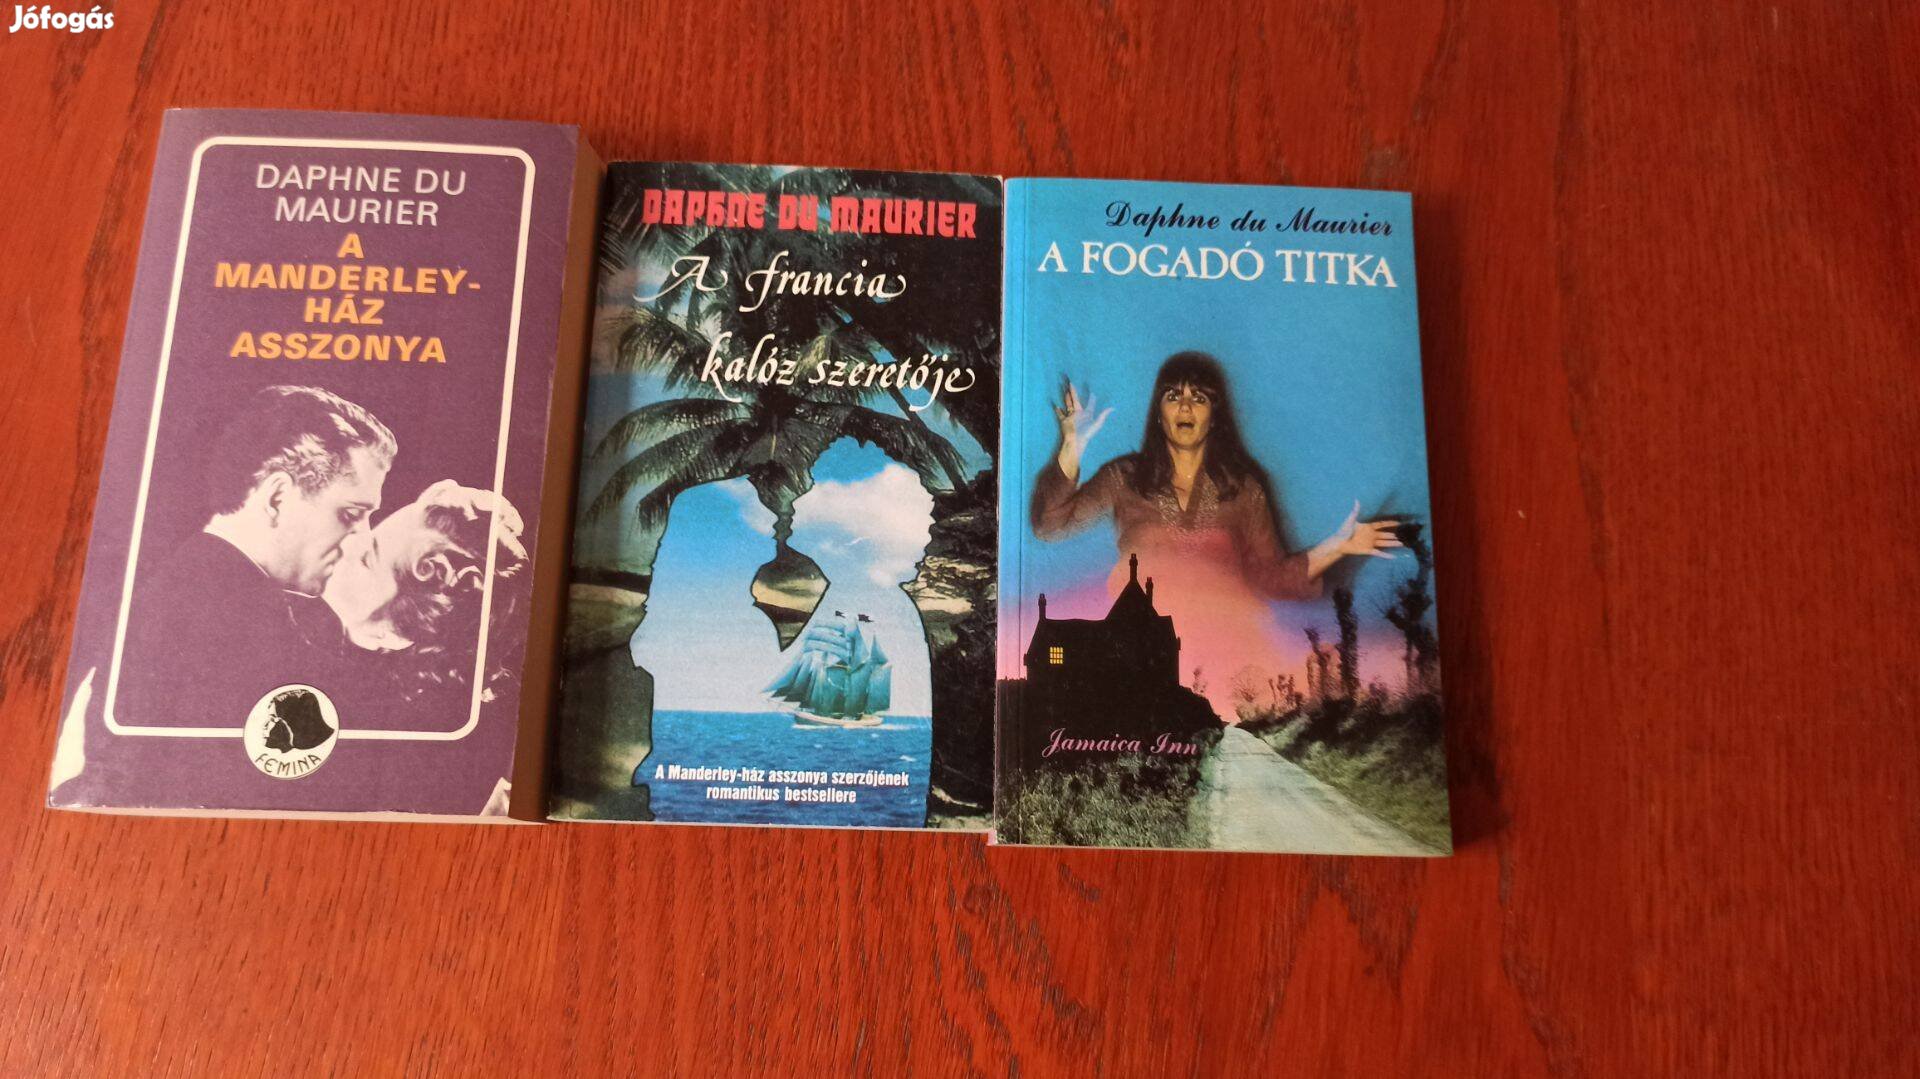 Jófogás
DAPHNE DU
MAURIER
A
MANDERLEY-
HÁZ
ASSZONYA
FEMINA
DAPHNE DU MAURIER
A francia
kalóz szeretője
A Manderley-ház asszonya szerzőjének
romantikus bestsellere
Daphne du Maurier
A FOGADÓ TITKA
Jamaica Inn